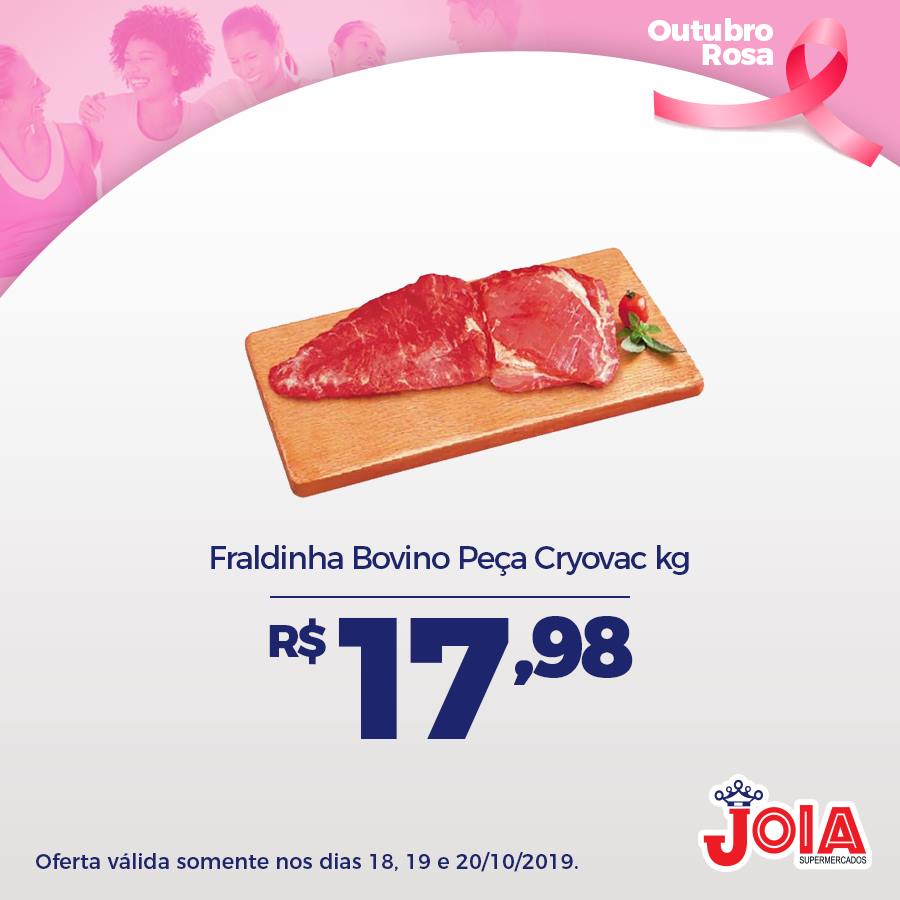 Outubro
Rosa
Fraldinha Bovino Peça Cryovac kg
R$ 17,98
JOIA
SUPERMERCADOS
Oferta válida somente nos dias 18, 19 e 20/10/2019.